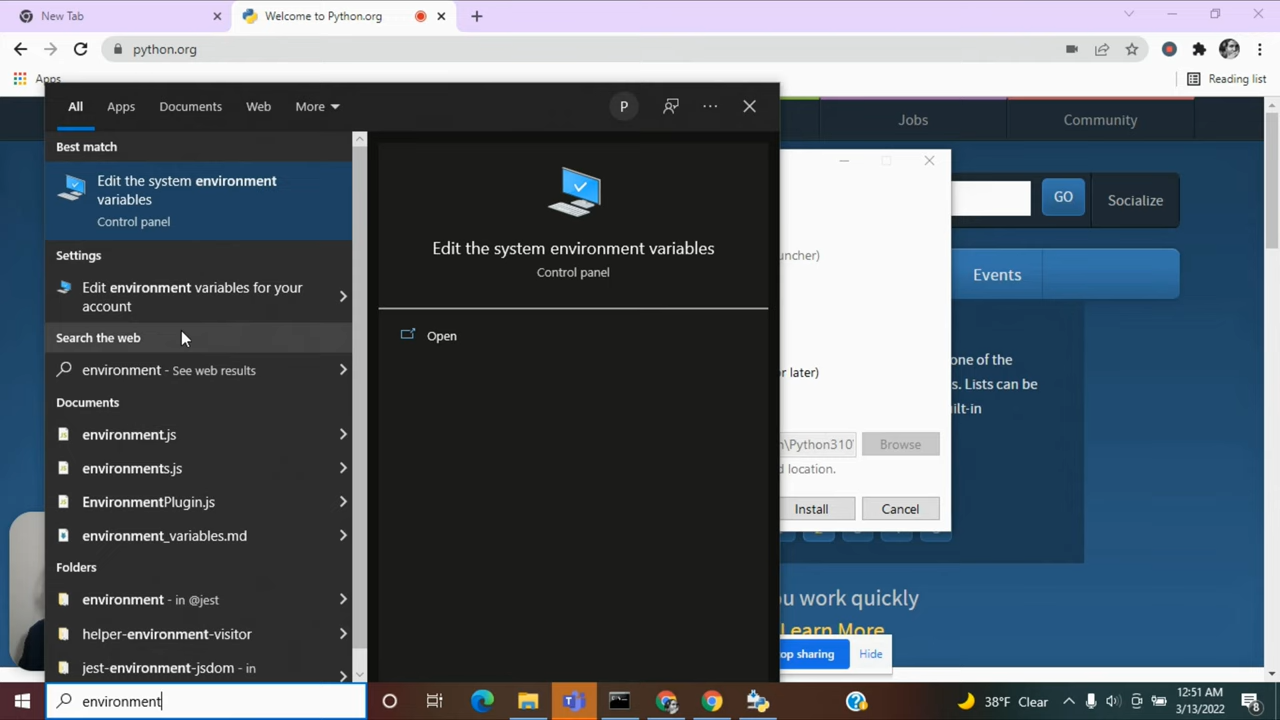 New Tab
Welcome to Python.org
python.org
Apps
Reading list
All
Apps
Documents
Web
More
P
Jobs
Community
Best match
Edit the system environment
variables
Control panel
Settings
Edit environment variables for your
account
Search the web
environment - See web results
Documents
environment.js
environments.js
EnvironmentPlugin.js
environment_variables.md
Folders
environment - in @jest
helper-environment-visitor
jest-environment-jsdom - in
Edit the system environment variables
Control panel
Open
GO
Socialize
Events
uncher)
or later)
n\Python310\
Browse
d location.
Install
Cancel
one of the
s. Lists can be
uilt-in
u work quickly
Learn More
op sharing
Hide
environment
38°F Clear
12:51 AM
3/13/2022
8